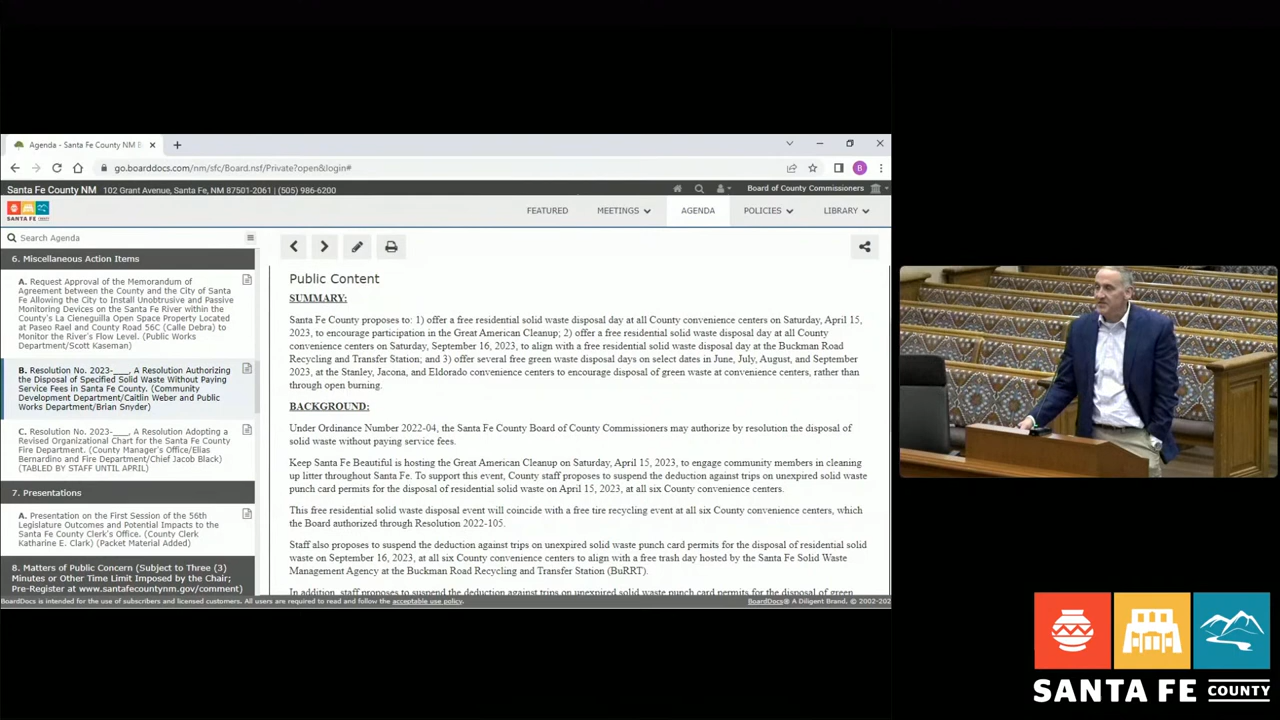 Agenda - Santa Fe County NM B
go.boarddocs.com/nm/sfc/Board.nsf/Private?open&login#
B
Santa Fe County NM 102 Grant Avenue, Santa Fe, NM 87501-2061 | (505) 986-6200
Board of County Commissioners
SANTA FE
FEATURED MEETINGS AGENDA POLICIES LIBRARY
Search Agenda
6. Miscellaneous Action Items
A. Request Approval of the Memorandum of
Agreement between the County and the City of Santa
Fe Allowing the City to Install Unobtrusive and Passive
Monitoring Devices on the Santa Fe River within the
County's La Cieneguilla Open Space Property Located
at Paseo Rael and County Road 56C (Calle Debra) to
Monitor the River's Flow Level. (Public Works
Department/Scott Kaseman)
B. Resolution No. 2023-____, A Resolution Authorizing
the Disposal of Specified Solid Waste Without Paying
Service Fees in Santa Fe County. (Community
Development Department/Caitlin Weber and Public
Works Department/Brian Snyder)
C. Resolution No. 2023-____, A Resolution Adopting a
Revised Organizational Chart for the Santa Fe County
Fire Department. (County Manager's Office/Elias
Bernardino and Fire Department/Chief Jacob Black)
(TABLED BY STAFF UNTIL APRIL)
7. Presentations
A. Presentation on the First Session of the 56th
Legislature Outcomes and Potential Impacts to the
Santa Fe County Clerk's Office. (County Clerk
Katharine E. Clark) (Packet Material Added)
8. Matters of Public Concern (Subject to Three (3)
Minutes or Other Time Limit Imposed by the Chair;
Pre-Register at www.santafecountynm.gov/comment)
Public Content
SUMMARY:
Santa Fe County proposes to: 1) offer a free residential solid waste disposal day at all County convenience centers on Saturday, April 15,
2023, to encourage participation in the Great American Cleanup; 2) offer a free residential solid waste disposal day at all County
convenience centers on Saturday, September 16, 2023, to align with a free residential solid waste disposal day at the Buckman Road
Recycling and Transfer Station; and 3) offer several free green waste disposal days on select dates in June, July, August, and September
2023, at the Stanley, Jacona, and Eldorado convenience centers to encourage disposal of green waste at convenience centers, rather than
through open burning.
BACKGROUND:
Under Ordinance Number 2022-04, the Santa Fe County Board of County Commissioners may authorize by resolution the disposal of
solid waste without paying service fees.
Keep Santa Fe Beautiful is hosting the Great American Cleanup on Saturday, April 15, 2023, to engage community members in cleaning
up litter throughout Santa Fe. To support this event, County staff proposes to suspend the deduction against trips on unexpired solid waste
punch card permits for the disposal of residential solid waste on April 15, 2023, at all six County convenience centers.
This free residential solid waste disposal event will coincide with a free tire recycling event at all six County convenience centers, which
the Board authorized through Resolution 2022-105.
Staff also proposes to suspend the deduction against trips on unexpired solid waste punch card permits for the disposal of residential solid
waste on September 16, 2023, at all six County convenience centers to align with a free trash day hosted by the Santa Fe Solid Waste
Management Agency at the Buckman Road Recycling and Transfer Station (BuRRT).
In addition, staff proposes to suspend the deduction against trips on unexpired solid waste punch card permits for the disposal of green
BoardDocs is intended for the use of subscribers and licensed customers. All users are required to read and follow the acceptable use policy.
BoardDocs® A Diligent Brand. © 2002-202
SANTA FE COUNTY